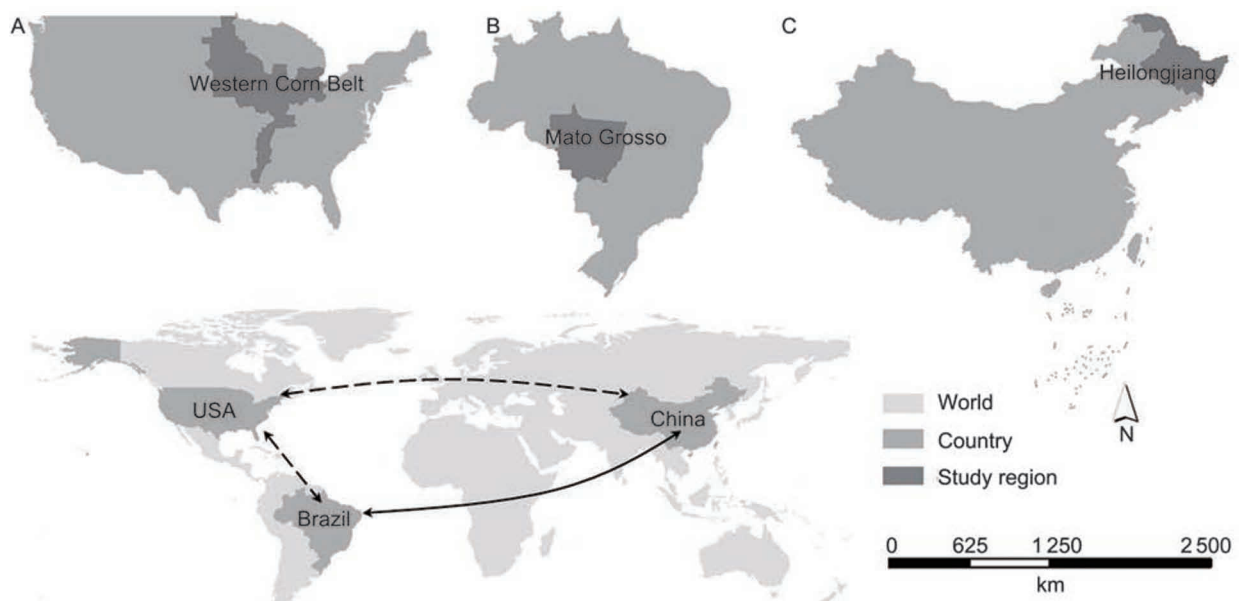 A
B
C
Western Corn Belt
Mato Grosso
Heilongjiang
USA
China
Brazil
World
Country
Study region
N
0 625 1 250 2 500
km